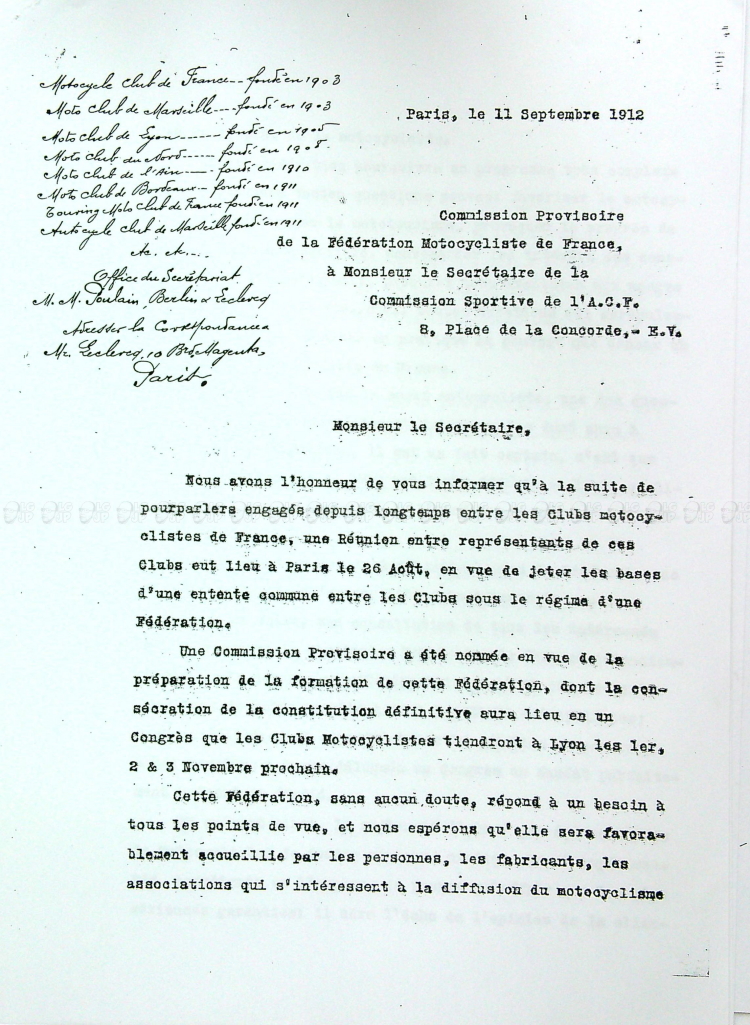 Motocycle Club de France -- fondé en 1903
Moto Club de Marseille --- fondé en 1903
Moto Club de Lyon ------ fondé en
Moto Club du Nord ----- fondé en
Moto Club de l'Ain --- fondé en 1910
Moto Club de Bordeaux -- fondé en 1911
Touring Moto Club de France fondé en 1911
Autocycle Club de Marseille fondé en 1911
Office du Secrétariat
M. M. Poulain Berlin & Leclercq
Adresser la Correspondance a
Mr. Leclercq, 10 Brd Magenta,
Paris.
Paris, le 11 Septembre 1912
Commission Provisoire
de la Fédération Motocycliste de France,
à Monsieur le Secrétaire de la
Commission Sportive de l'A.C.F.
8, Place de la Concorde,- E.V.
Monsieur le Secrétaire,
Nous avons l'honneur de vous informer qu'à la suite de
pourparlers engagés depuis longtemps entre les Clubs motocy-
clistes de France, une Réunion entre représentants de ces
Clubs eut lieu à Paris le 26 Août, en vue de jeter les bases
d'une entente commune entre les Clubs sous le régime d'une
Fédération.
Une Commission Provisoire a été nommée en vue de la
préparation de la formation de cette Fédération, dont la con-
sécration de la constitution définitive aura lieu en un
Congrès que les Clubs Motocyclistes tiendront à Lyon les 1er,
2 & 3 Novembre prochain.
Cette Fédération, sans aucun doute, répond à un besoin à
tous les points de vue, et nous espérons qu'elle sera favora-
blement accueillie par les personnes, les fabricants, les
associations qui s'intéressent à la diffusion du motocyclisme